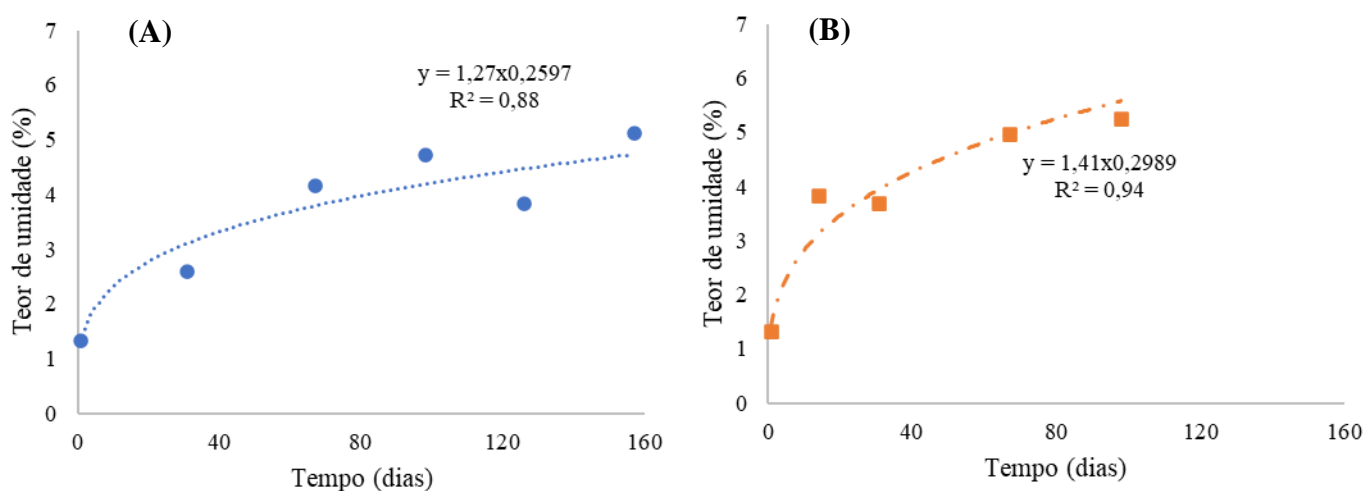 (A)
y = 1,27x0,2597
R² = 0,88
Teor de umidade (%)
7
6
5
4
3
2
1
0
0 40 80 120 160
Tempo (dias)
(B)
y = 1,41x0,2989
R² = 0,94
Teor de umidade (%)
7
6
5
4
3
2
1
0
0 40 80 120 160
Tempo (dias)